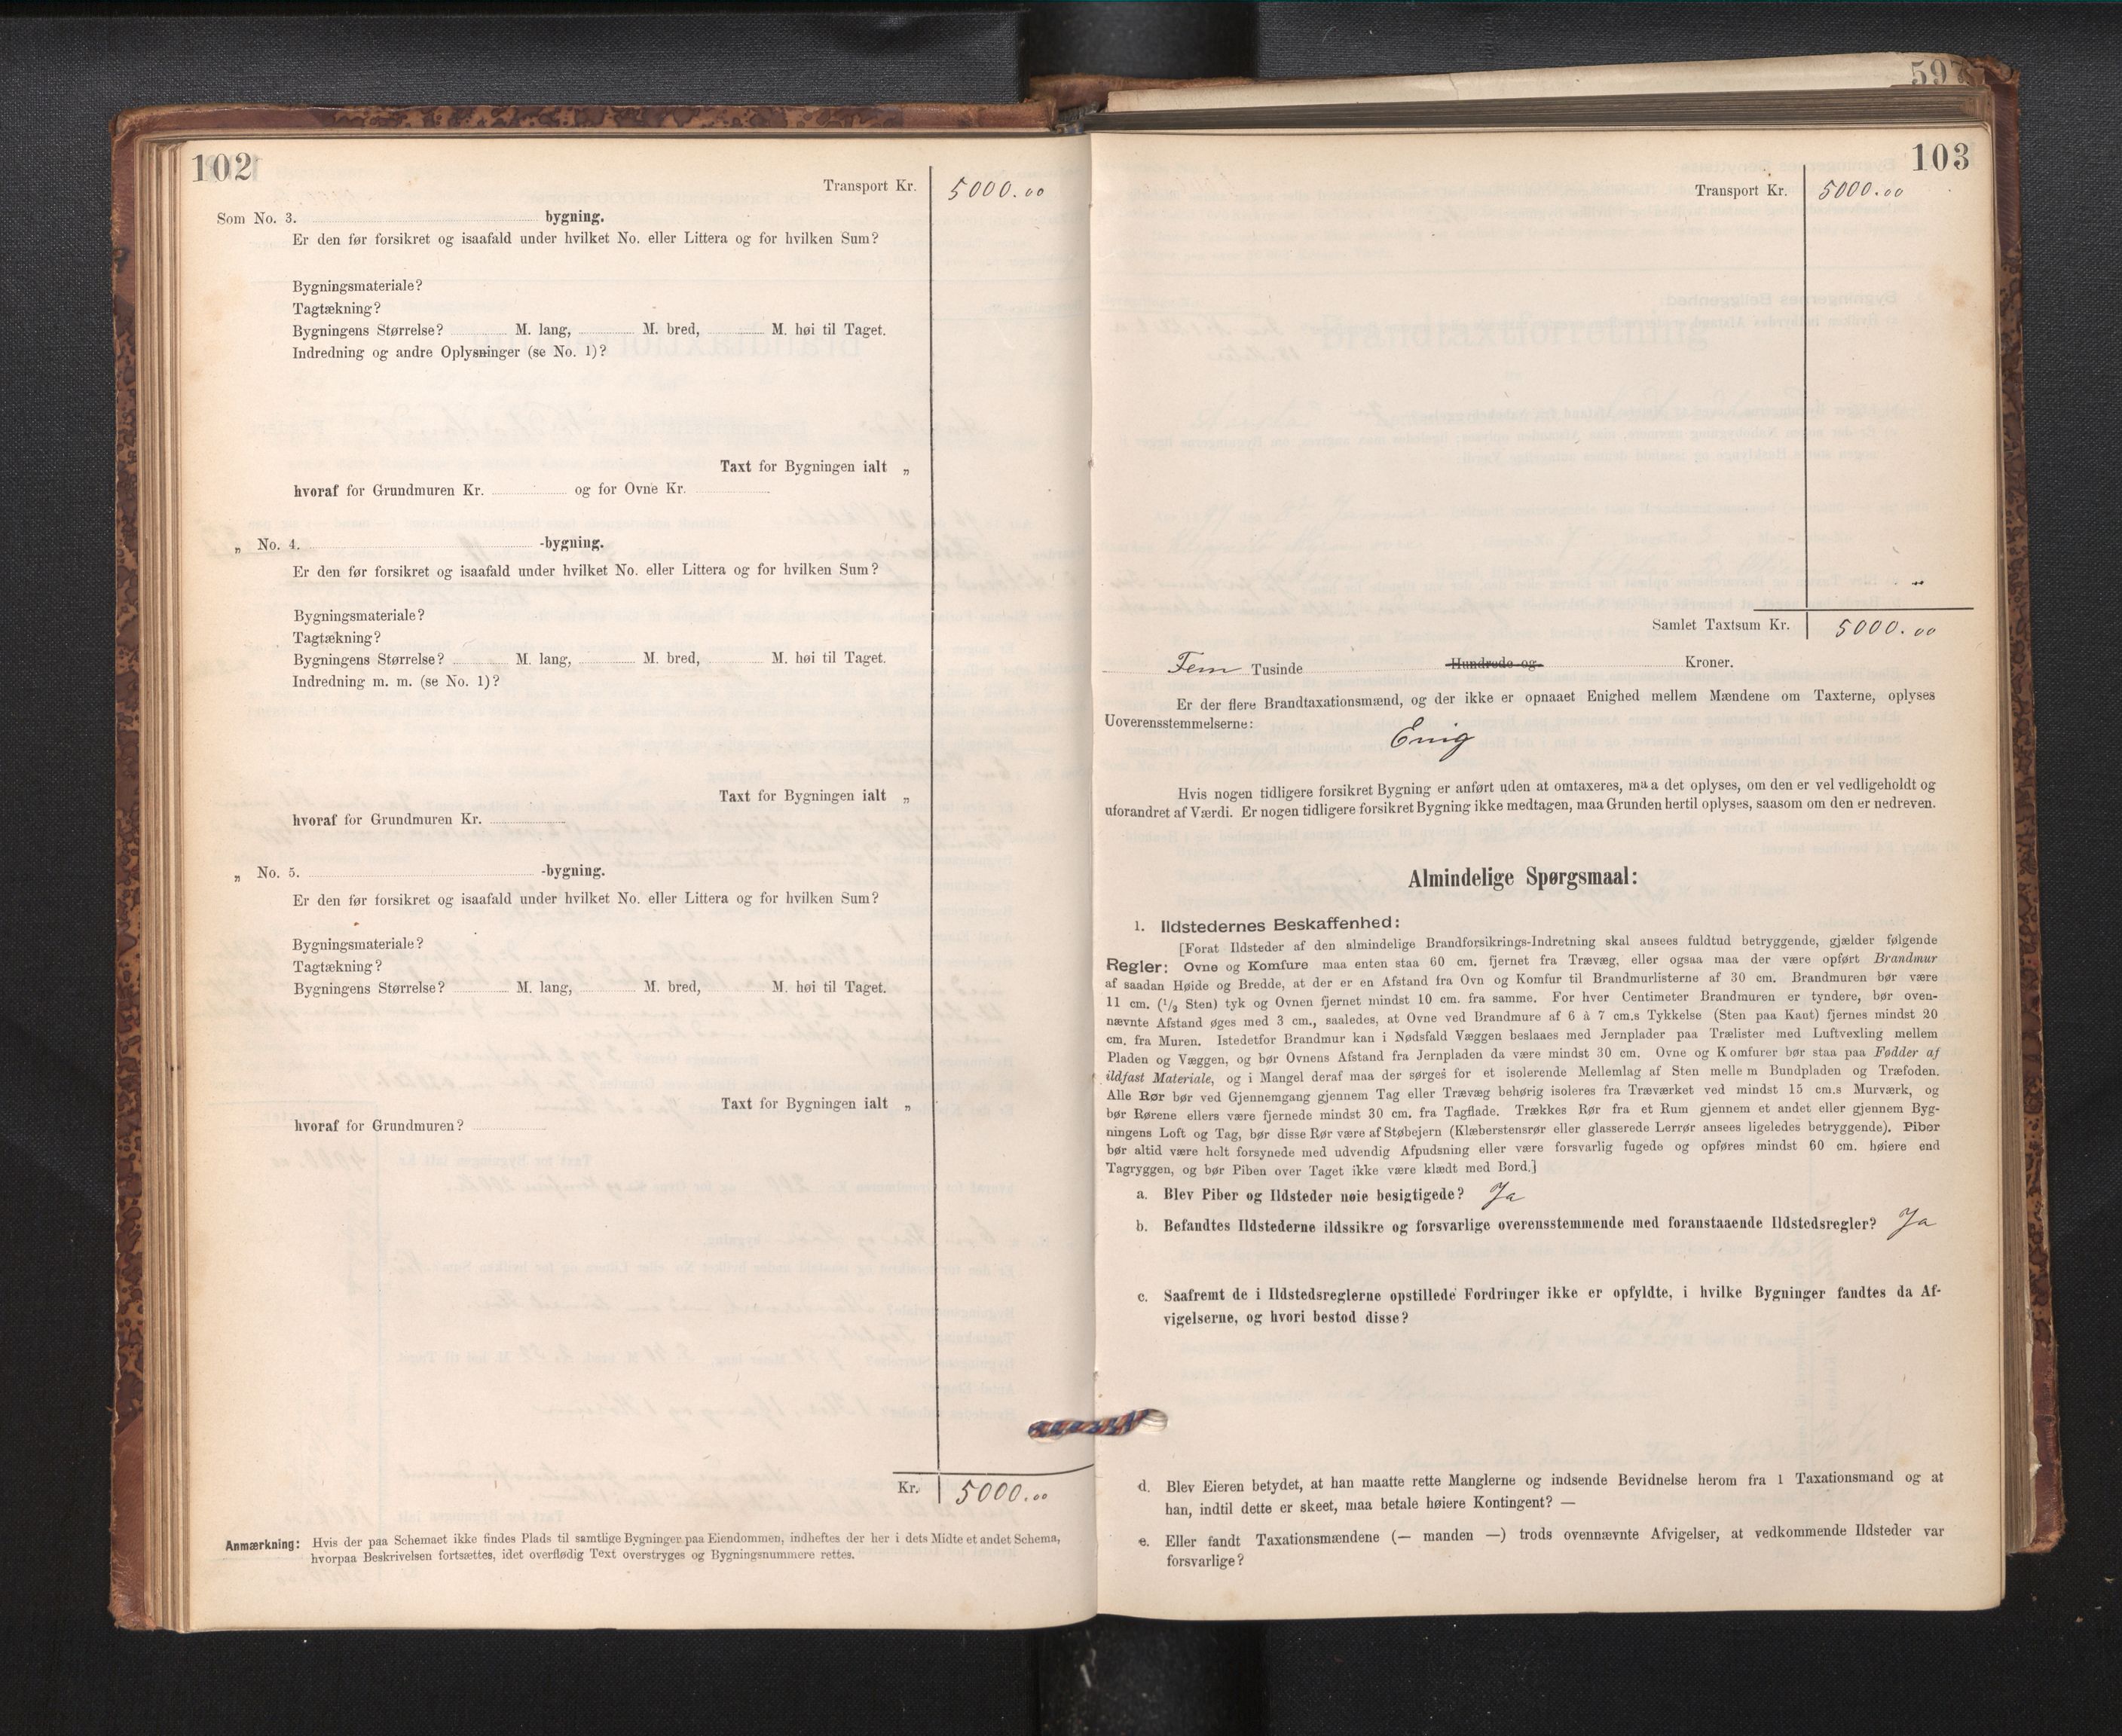 102
Transport Kr. 5000.00
Som No. 3. bygning.
Er den før forsikret og isaafald under hvilket No. eller Littera og for hvilken Sum?
Bygningsmateriale?
Tagtækning?
Bygningens Størrelse? M. lang, M. bred, M. høi til Taget.
Indredning og andre Oplysninger (se No. 1)?
Taxt for Bygningen ialt „
hvoraf for Grundmuren Kr. og for Ovne Kr.
„ No. 4. -bygning.
Er den før forsikret og isaafald under hvilket No. eller Littera og for hvilken Sum?
Bygningsmateriale?
Tagtækning?
Bygningens Størrelse? M. lang, M. bred, M. høi til Taget.
Indredning m. m. (se No. 1)?
Taxt for Bygningen ialt „
hvoraf for Grundmuren Kr.
„ No. 5. -bygning.
Er den før forsikret og isaafald under hvilket No. eller Littera og for hvilken Sum?
Bygningsmateriale?
Tagtækning?
Bygningens Størrelse? M. lang, M. bred, M. høi til Taget.
Taxt for Bygningen ialt „
hvoraf for Grundmuren?
Kr. 5000.00
Anmærkning: Hvis der paa Schemaet ikke findes Plads til samtlige Bygninger paa Eiendommen, indheftes der her i dets Midte et andet Schema,
hvorpaa Beskrivelsen fortsættes, idet overflødig Text overstryges og Bygningsnummere rettes.
597
103
Transport Kr. 5000.00
„
Samlet Taxtsum Kr. 5000.00
Fem Tusinde Hundrede og Kroner.
Er der flere Brandtaxationsmænd, og der ikke er opnaaet Enighed mellem Mændene om Taxterne, oplyses
Uoverensstemmelserne:
Enig
Hvis nogen tidligere forsikret Bygning er anført uden at omtaxeres, maa det oplyses, om den er vel vedligeholdt og
uforandret af Værdi. Er nogen tidligere forsikret Bygning ikke medtagen, maa Grunden hertil oplyses, saasom om den er nedreven.
Almindelige Spørgsmaal:
1. Ildstedernes Beskaffenhed:
[Forat Ildsteder af den almindelige Brandforsikrings-Indretning skal ansees fuldtud betryggende, gjælder følgende
Regler: Ovne og Komfure maa enten staa 60 cm. fjernet fra Trævæg, eller ogsaa maa der være opført Brandmur
af saadan Høide og Bredde, at der er en Afstand fra Ovn og Komfur til Brandmurlisterne af 30 cm. Brandmuren bør være
11 cm. (1/2 Sten) tyk og Ovnen fjernet mindst 10 cm. fra samme. For hver Centimeter Brandmuren er tyndere, bør oven-
nævnte Afstand øges med 3 cm., saaledes, at Ovne ved Brandmure af 6 à 7 cm.s Tykkelse (Sten paa Kant) fjernes mindst 20
cm. fra Muren. Istedetfor Brandmur kan i Nødsfald Væggen beslaaes med Jernplader paa Trælister med Luftvexling mellem
Pladen og Væggen, og bør Ovnens Afstand fra Jernpladen da være mindst 30 cm. Ovne og Komfurer bør staa paa Fødder af
ildfast Materiale, og i Mangel deraf maa der sørges for et isolerende Mellemlag af Sten mellem Bundpladen og Træfoden.
Alle Rør bør ved Gjennemgang gjennem Tag eller Trævæg behørig isoleres fra Træværket ved mindst 15 cm.s Murværk, og
bør Rørene ellers være fjernede mindst 30 cm. fra Tagflade. Trækkes Rør fra et Rum gjennem et andet eller gjennem Byg-
ningens Loft og Tag, bør disse Rør være af Støbejern (Klæberstensrør eller glasserede Lerrør ansees ligeledes betryggende). Piber
bør altid være helt forsynede med udvendig Afpudsning eller være forsvarlig fugede og opføres mindst 60 cm. høiere end
Tagryggen, og bør Piben over Taget ikke være klædt med Bord.]
a. Blev Piber og Ildsteder nøie besigtigede? Ja
b. Befandtes Ildstederne ildssikre og forsvarlige overensstemmende med foranstaaende Ildstedsregler? Ja
c. Saafremt de i Ildstedsreglerne opstillede Fordringer ikke er opfyldte, i hvilke Bygninger fandtes da Af-
vigelserne, og hvori bestod disse?
d. Blev Eieren betydet, at han maatte rette Manglerne og indsende Bevidnelse herom fra 1 Taxationsmand og at
han, indtil dette er skeet, maa betale høiere Kontingent? —
e. Eller fandt Taxationsmændene (— manden —) trods ovennævnte Afvigelser, at vedkommende Ildsteder var
forsvarlige?